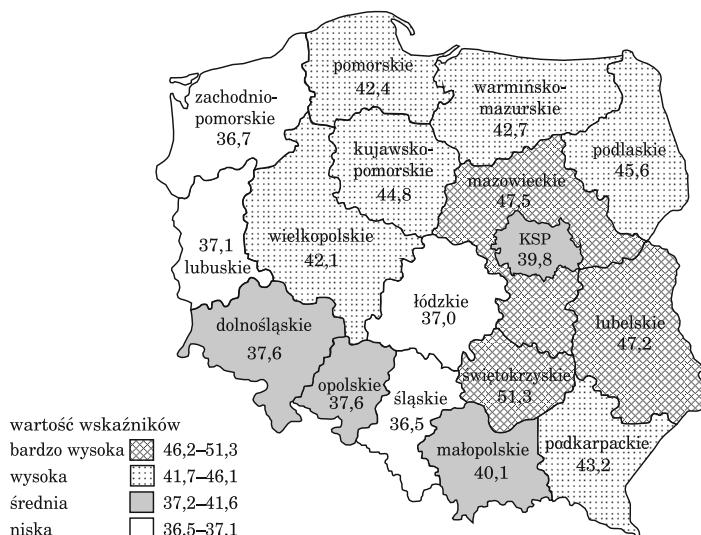 pomorskie
42,4
warmińsko-
mazurskie
42,7
zachodnio-
pomorskie
36,7
podlaskie
45,6
kujawsko-
pomorskie
44,8
mazowieckie
47,5
KSP
39,8
37,1
lubuskie
wielkopolskie
42,1
łódzkie
37,0
dolnośląskie
37,6
lubelskie
47,2
opolskie
37,6
śląskie
36,5
świętokrzyskie
51,3
małopolskie
40,1
podkarpackie
43,2
wartość wskaźników
bardzo wysoka 46,2–51,3
wysoka 41,7–46,1
średnia 37,2–41,6
niska 36,5–37,1